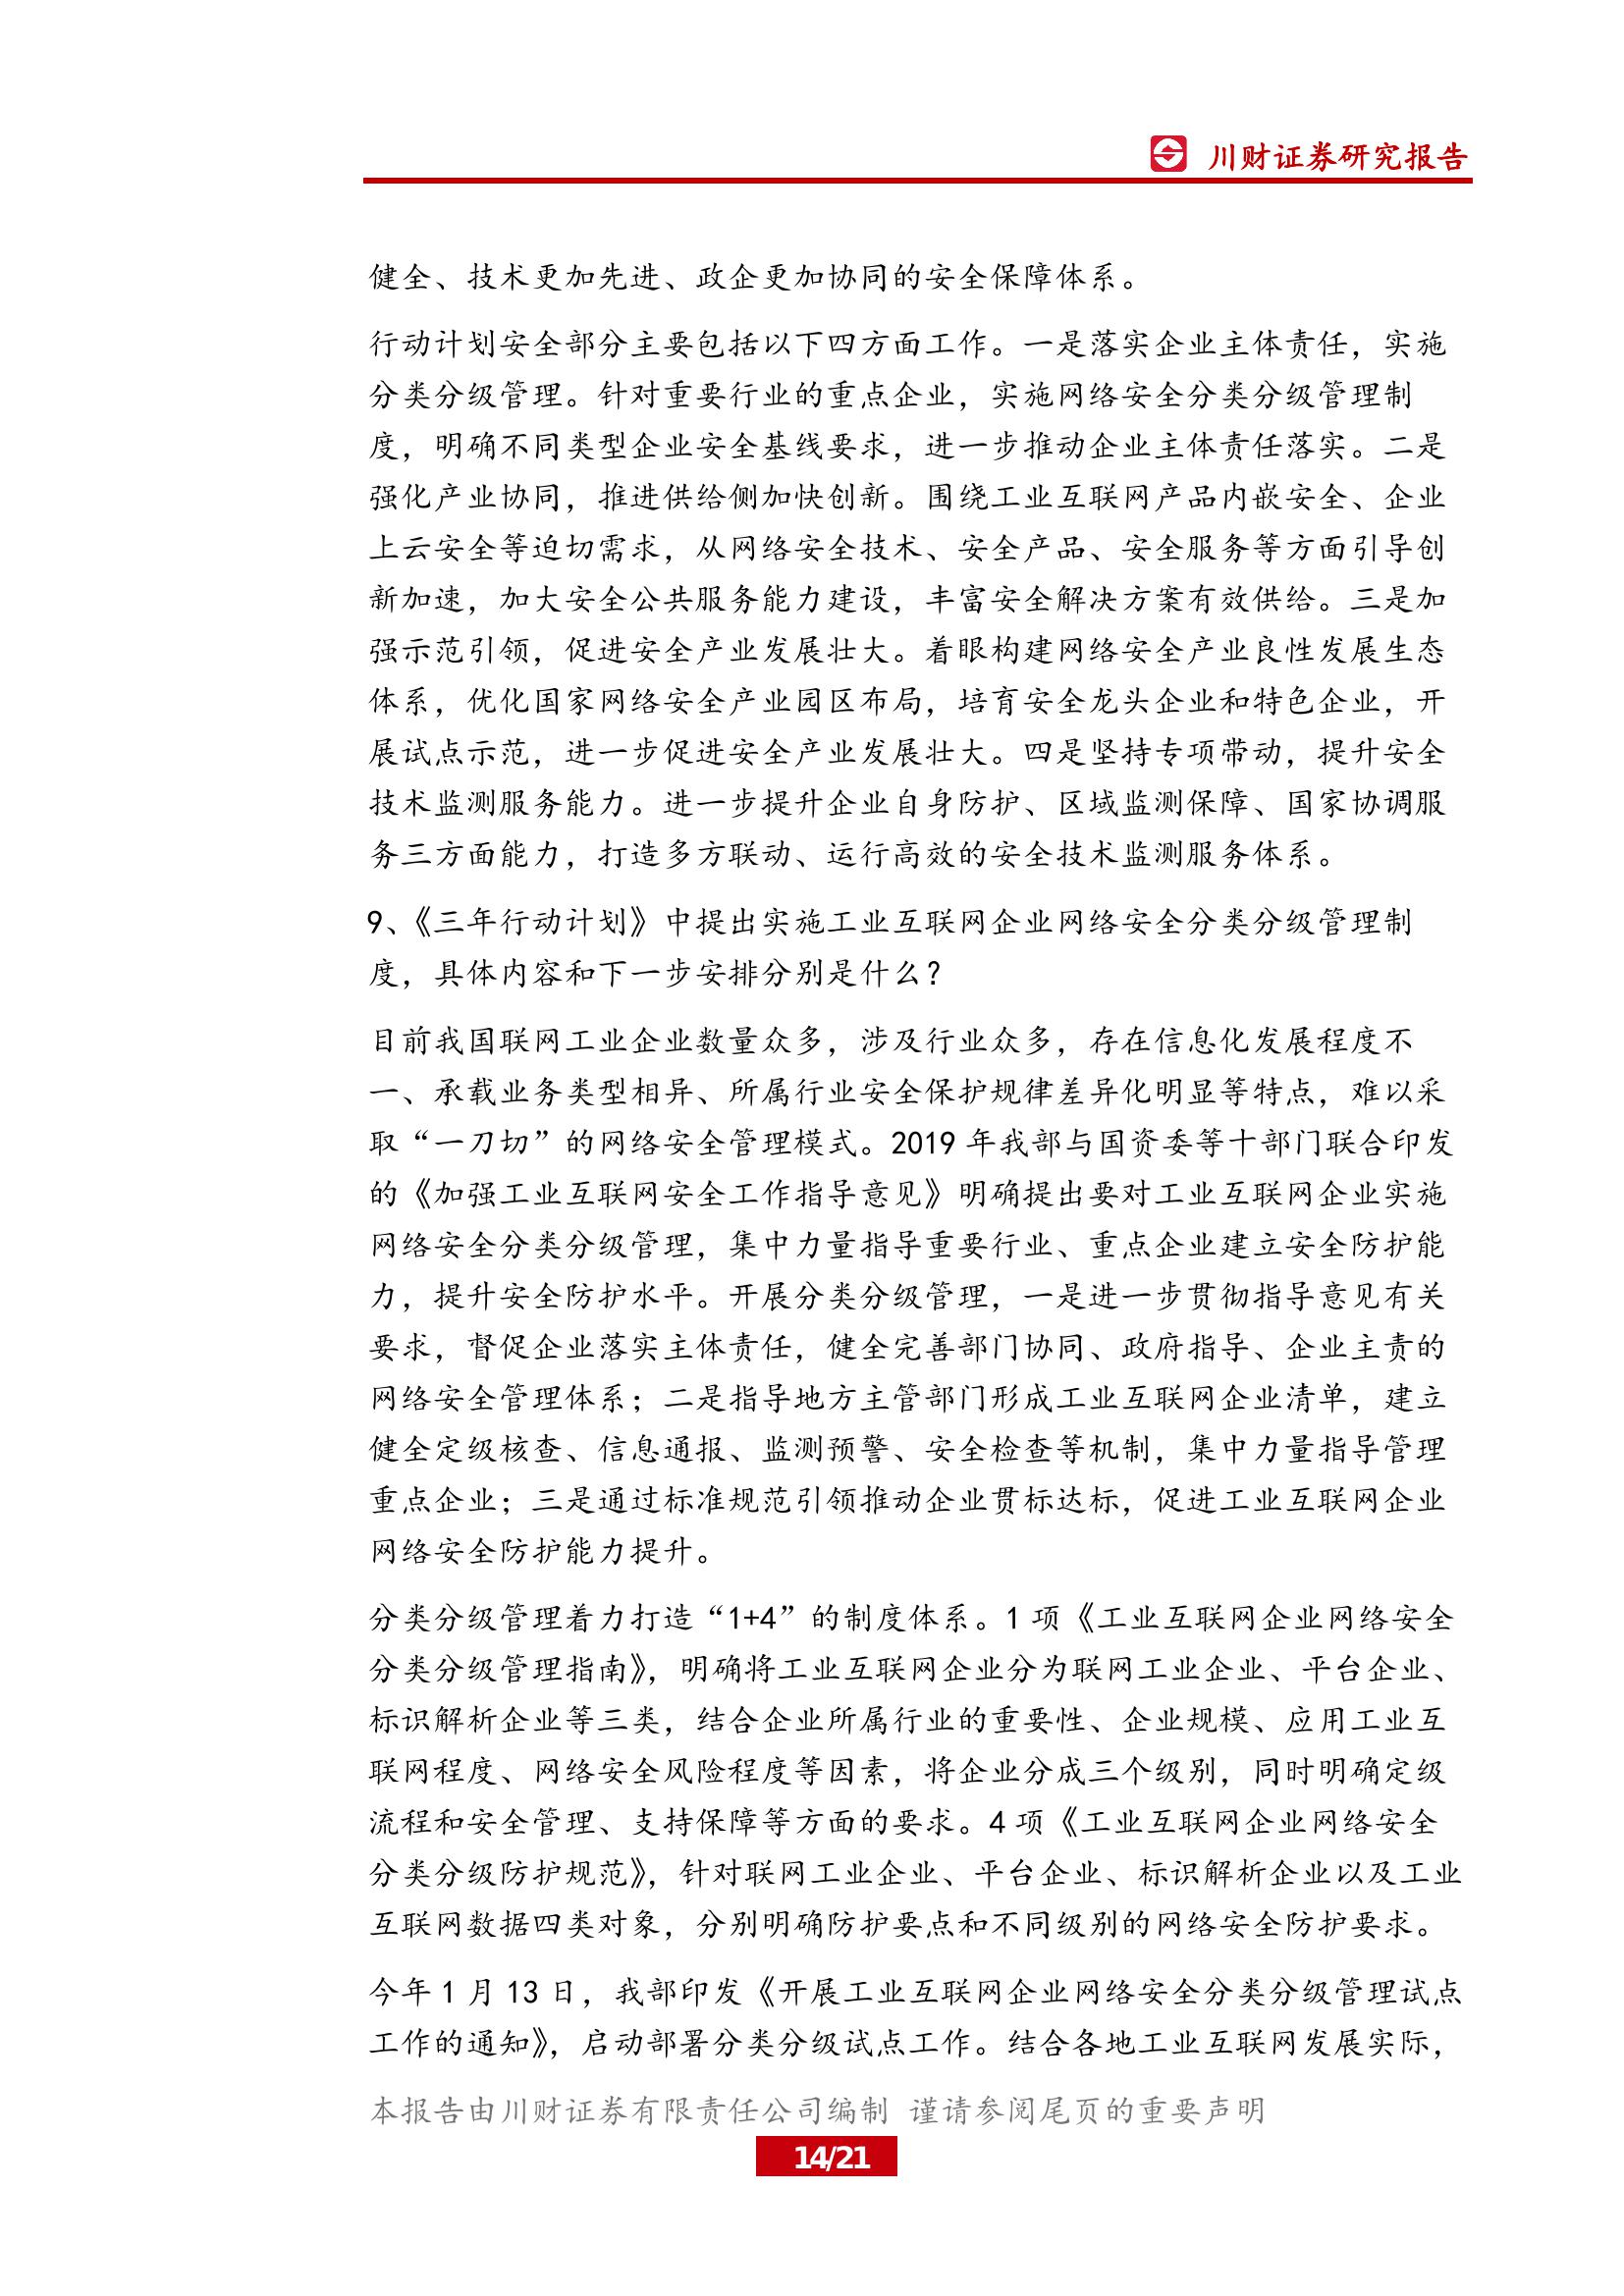 川财证券研究报告
健全、技术更加先进、政企更加协同的安全保障体系。
行动计划安全部分主要包括以下四方面工作。一是落实企业主体责任，实施
分类分级管理。针对重要行业的重点企业，实施网络安全分类分级管理制
度，明确不同类型企业安全基线要求，进一步推动企业主体责任落实。二是
强化产业协同，推进供给侧加快创新。围绕工业互联网产品内嵌安全、企业
上云安全等迫切需求，从网络安全技术、安全产品、安全服务等方面引导创
新加速，加大安全公共服务能力建设，丰富安全解决方案有效供给。三是加
强示范引领，促进安全产业发展壮大。着眼构建网络安全产业良性发展生态
体系，优化国家网络安全产业园区布局，培育安全龙头企业和特色企业，开
展试点示范，进一步促进安全产业发展壮大。四是坚持专项带动，提升安全
技术监测服务能力。进一步提升企业自身防护、区域监测保障、国家协调服
务三方面能力，打造多方联动、运行高效的安全技术监测服务体系。
9、《三年行动计划》中提出实施工业互联网企业网络安全分类分级管理制
度，具体内容和下一步安排分别是什么？
目前我国联网工业企业数量众多，涉及行业众多，存在信息化发展程度不
一、承载业务类型相异、所属行业安全保护规律差异化明显等特点，难以采
取“一刀切”的网络安全管理模式。2019 年我部与国资委等十部门联合印发
的《加强工业互联网安全工作指导意见》明确提出要对工业互联网企业实施
网络安全分类分级管理，集中力量指导重要行业、重点企业建立安全防护能
力，提升安全防护水平。开展分类分级管理，一是进一步贯彻指导意见有关
要求，督促企业落实主体责任，健全完善部门协同、政府指导、企业主责的
网络安全管理体系；二是指导地方主管部门形成工业互联网企业清单，建立
健全定级核查、信息通报、监测预警、安全检查等机制，集中力量指导管理
重点企业；三是通过标准规范引领推动企业贯标达标，促进工业互联网企业
网络安全防护能力提升。
分类分级管理着力打造“1+4”的制度体系。1 项《工业互联网企业网络安全
分类分级管理指南》，明确将工业互联网企业分为联网工业企业、平台企业、
标识解析企业等三类，结合企业所属行业的重要性、企业规模、应用工业互
联网程度、网络安全风险程度等因素，将企业分成三个级别，同时明确定级
流程和安全管理、支持保障等方面的要求。4 项《工业互联网企业网络安全
分类分级防护规范》，针对联网工业企业、平台企业、标识解析企业以及工业
互联网数据四类对象，分别明确防护要点和不同级别的网络安全防护要求。
今年 1 月 13 日，我部印发《开展工业互联网企业网络安全分类分级管理试点
工作的通知》，启动部署分类分级试点工作。结合各地工业互联网发展实际，
本报告由川财证券有限责任公司编制 谨请参阅尾页的重要声明
14/21